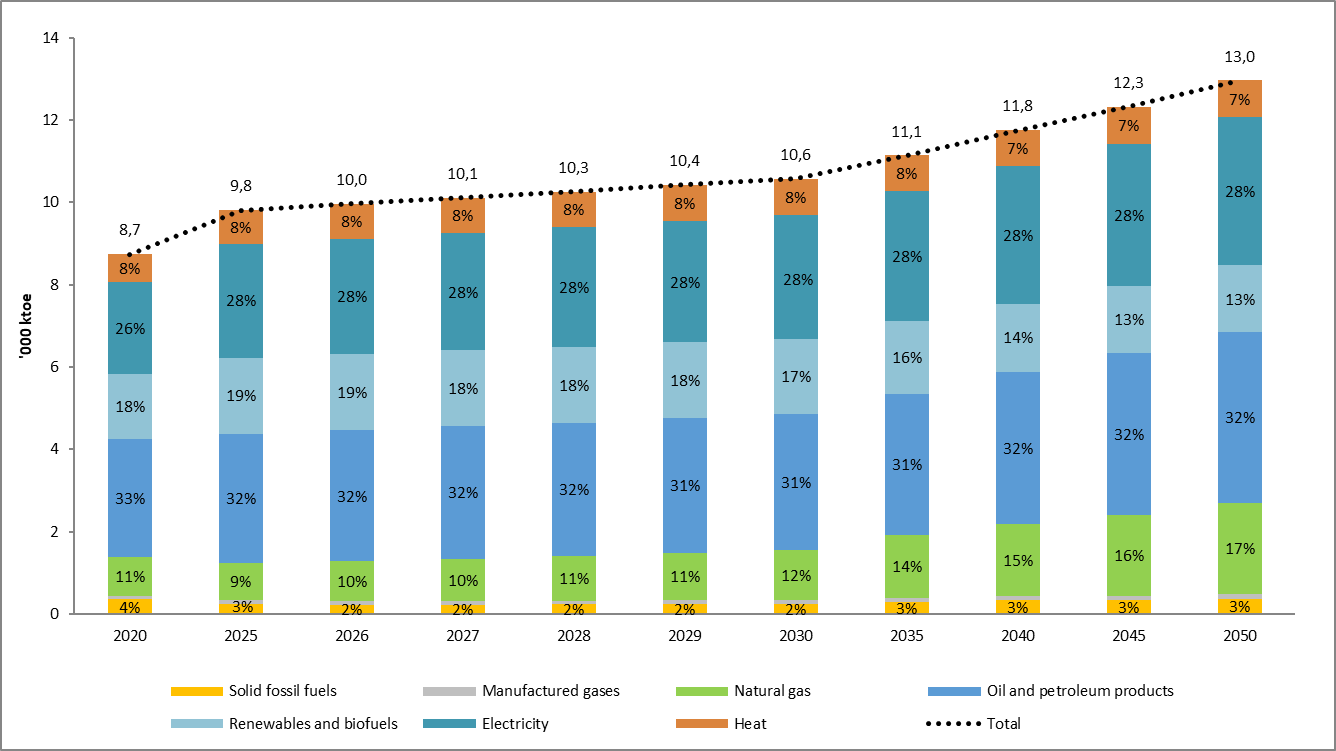 '000 ktoe
14
12
10
8
6
4
2
0
8,7
9,8
10,0
10,1
10,3
10,4
10,6
11,1
11,8
12,3
13,0
8% 8% 8% 8% 8% 8% 8% 8% 7% 7% 7%
26% 28% 28% 28% 28% 28% 28% 28% 28% 28% 28%
18% 19% 19% 18% 18% 18% 17% 16% 14% 13% 13%
33% 32% 32% 32% 32% 31% 31% 31% 32% 32% 32%
11% 9% 10% 10% 11% 11% 12% 14% 15% 16% 17%
4% 3% 2% 2% 2% 2% 2% 3% 3% 3% 3%
2020 2025 2026 2027 2028 2029 2030 2035 2040 2045 2050
Solid fossil fuels Manufactured gases Natural gas Oil and petroleum products
Renewables and biofuels Electricity Heat Total